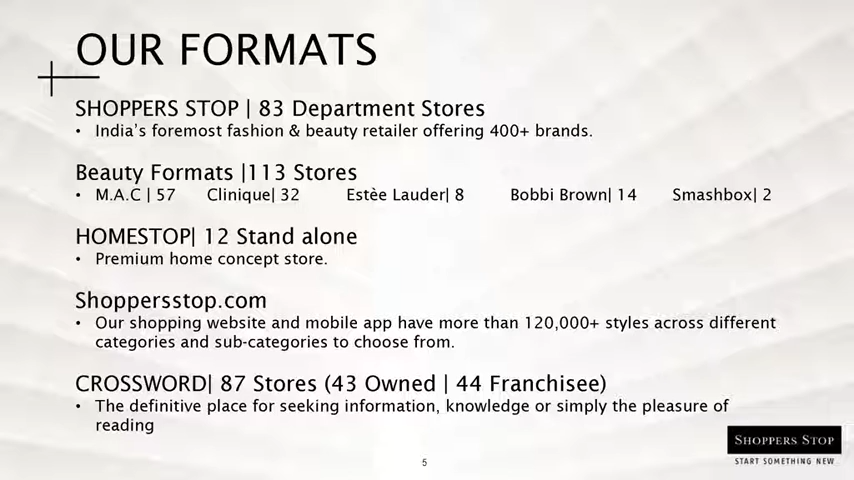 OUR FORMATS
SHOPPERS STOP | 83 Department Stores
• India's foremost fashion & beauty retailer offering 400+ brands.
Beauty Formats |113 Stores
• M.A.C | 57 Clinique| 32 Estèe Lauder| 8 Bobbi Brown| 14 Smashbox| 2
HOMESTOP| 12 Stand alone
• Premium home concept store.
Shoppersstop.com
• Our shopping website and mobile app have more than 120,000+ styles across different
categories and sub-categories to choose from.
CROSSWORD| 87 Stores (43 Owned | 44 Franchisee)
• The definitive place for seeking information, knowledge or simply the pleasure of
reading
SHOPPERS STOP
START SOMETHING NEW
5